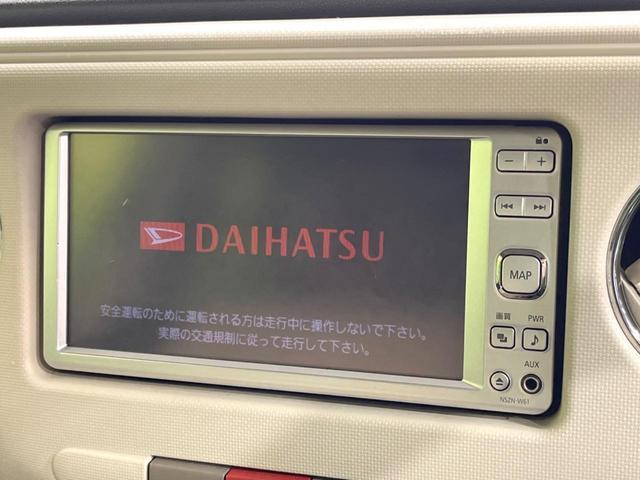 DAIHATSU
安全運転のために運転される方は走行中に操作しないで下さい。
実際の交通規制に従って走行して下さい。
− +
MAP
画質 PWR
AUX
NSZN-W61